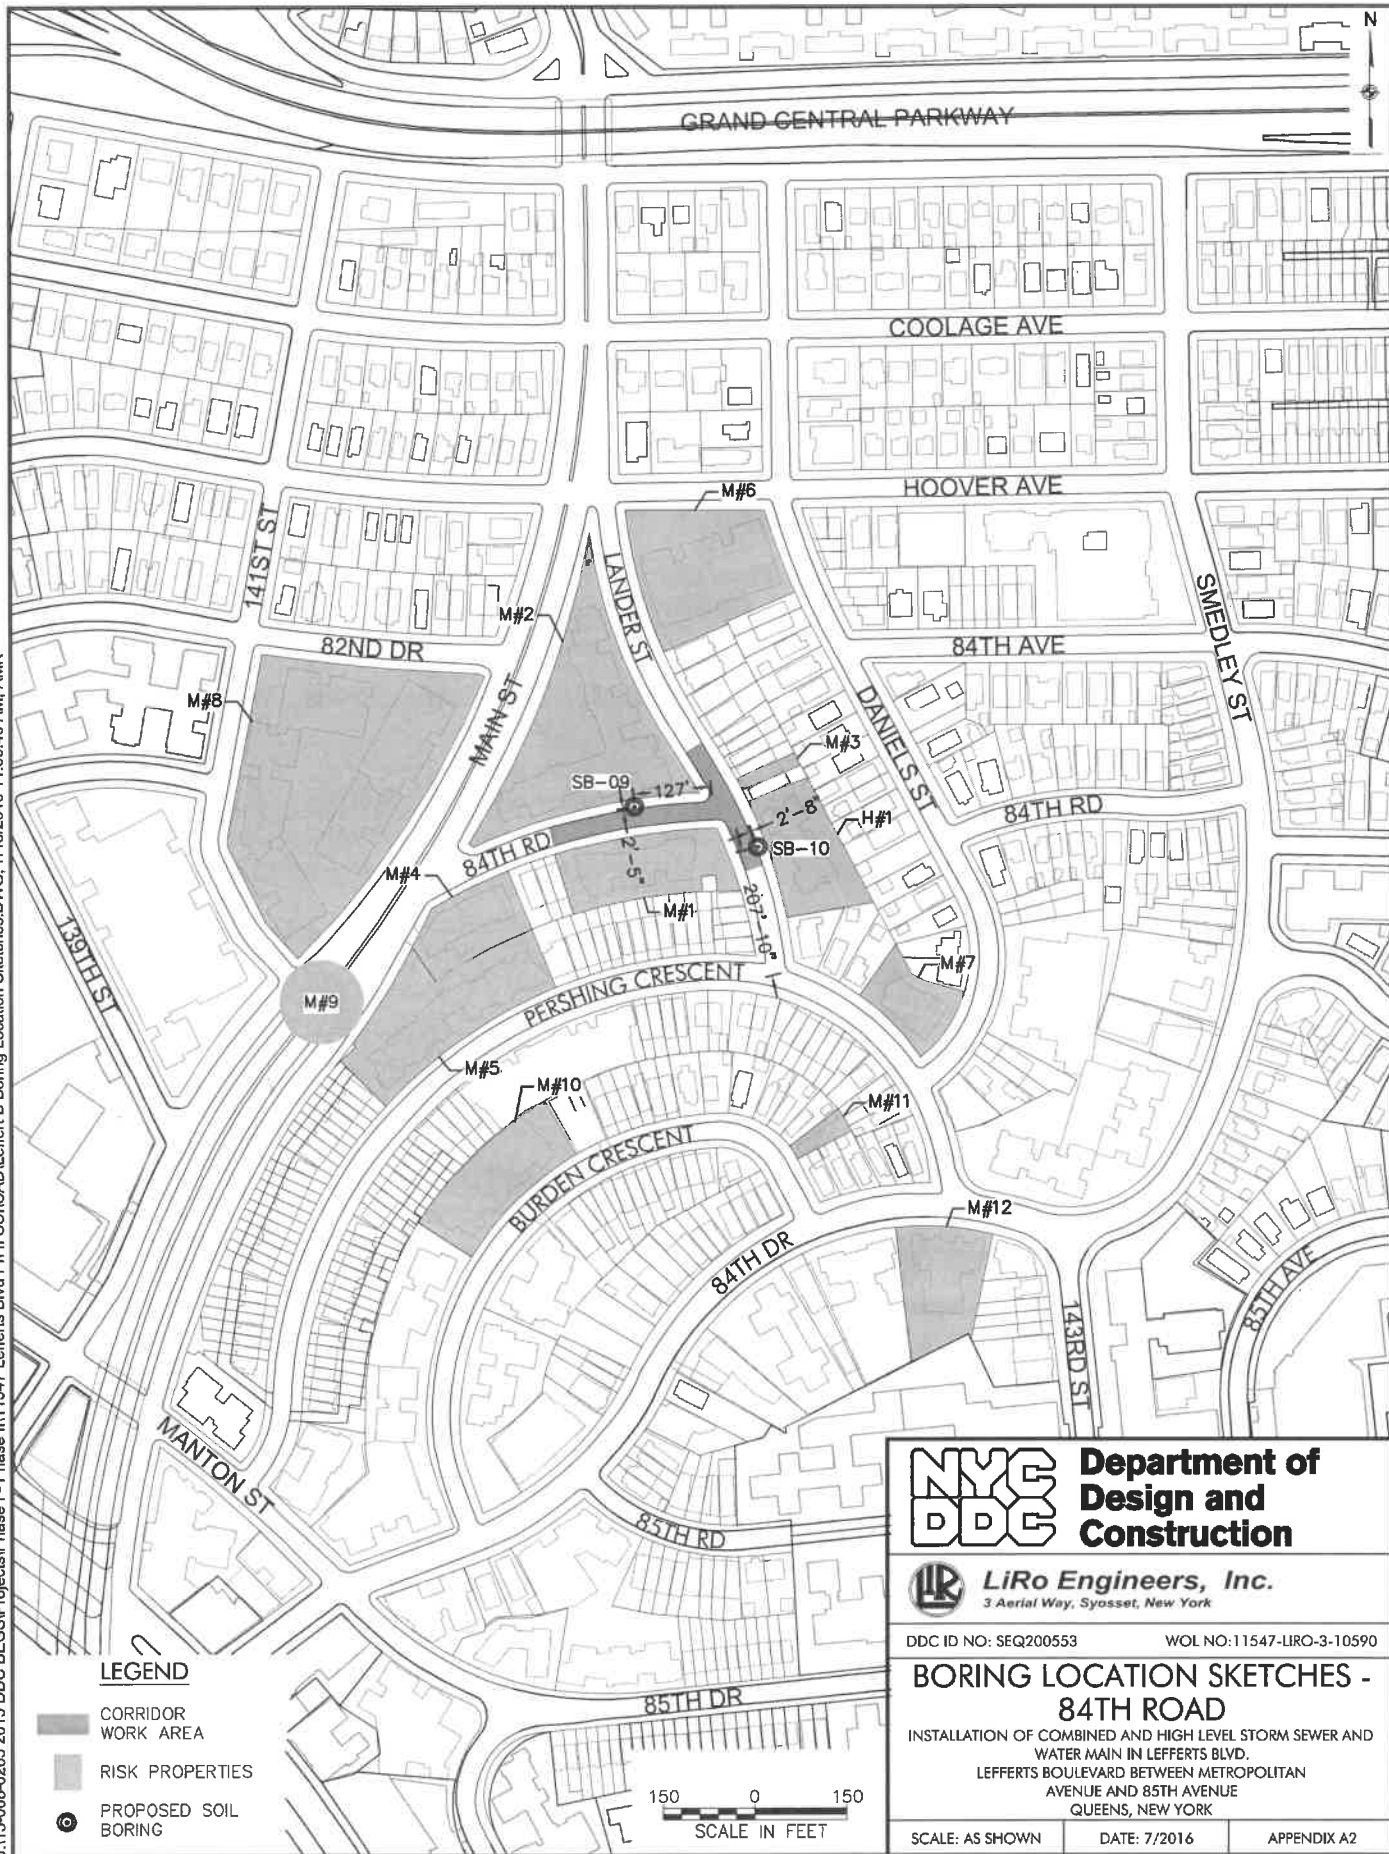 N
GRAND CENTRAL PARKWAY
COOLAGE AVE
HOOVER AVE
M#6
141ST ST
LANDER ST
M#2
82ND DR
84TH AVE
SMEDLEY ST
M#8
MAIN ST
DANIELS ST
M#3
SB-09
127'
2'-8"
84TH RD
H#1
84TH RD
2'-5"
SB-10
M#4
M#1
207'-10"
139TH ST
M#7
M#9
PERSHING CRESCENT
M#5
M#10
M#11
BURDEN CRESCENT
M#12
84TH DR
85TH AVE
143RD ST
MANTON ST
85TH RD
85TH DR
LEGEND
CORRIDOR
WORK AREA
RISK PROPERTIES
PROPOSED SOIL
BORING
150 0 150
SCALE IN FEET
NYC
DDC
Department of
Design and
Construction
LiRo Engineers, Inc.
3 Aerial Way, Syosset, New York
DDC ID NO: SEQ200553 WOL NO:11547-LIRO-3-10590
BORING LOCATION SKETCHES -
84TH ROAD
INSTALLATION OF COMBINED AND HIGH LEVEL STORM SEWER AND
WATER MAIN IN LEFFERTS BLVD.
LEFFERTS BOULEVARD BETWEEN METROPOLITAN
AVENUE AND 85TH AVENUE
QUEENS, NEW YORK
SCALE: AS SHOWN DATE: 7/2016 APPENDIX A2